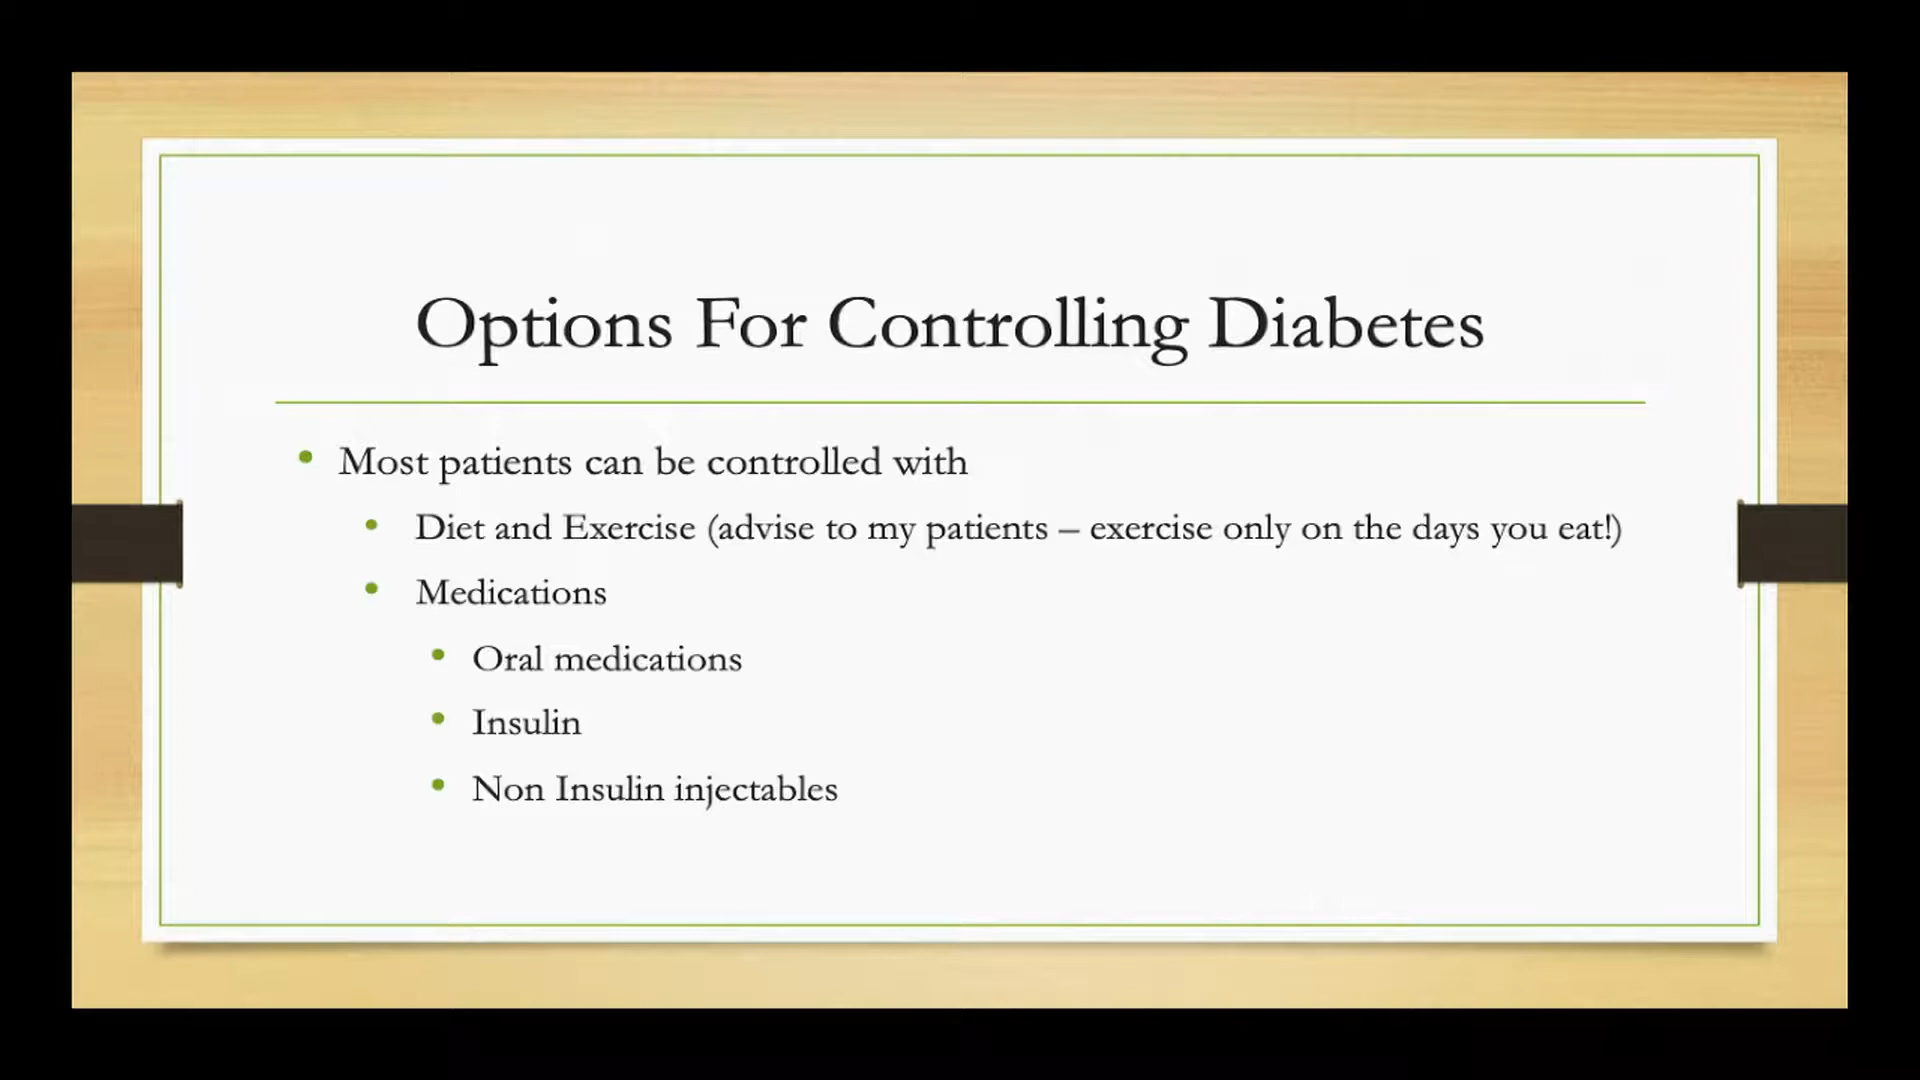 Options For Controlling Diabetes
• Most patients can be controlled with
• Diet and Exercise (advise to my patients – exercise only on the days you eat!)
• Medications
• Oral medications
• Insulin
• Non Insulin injectables